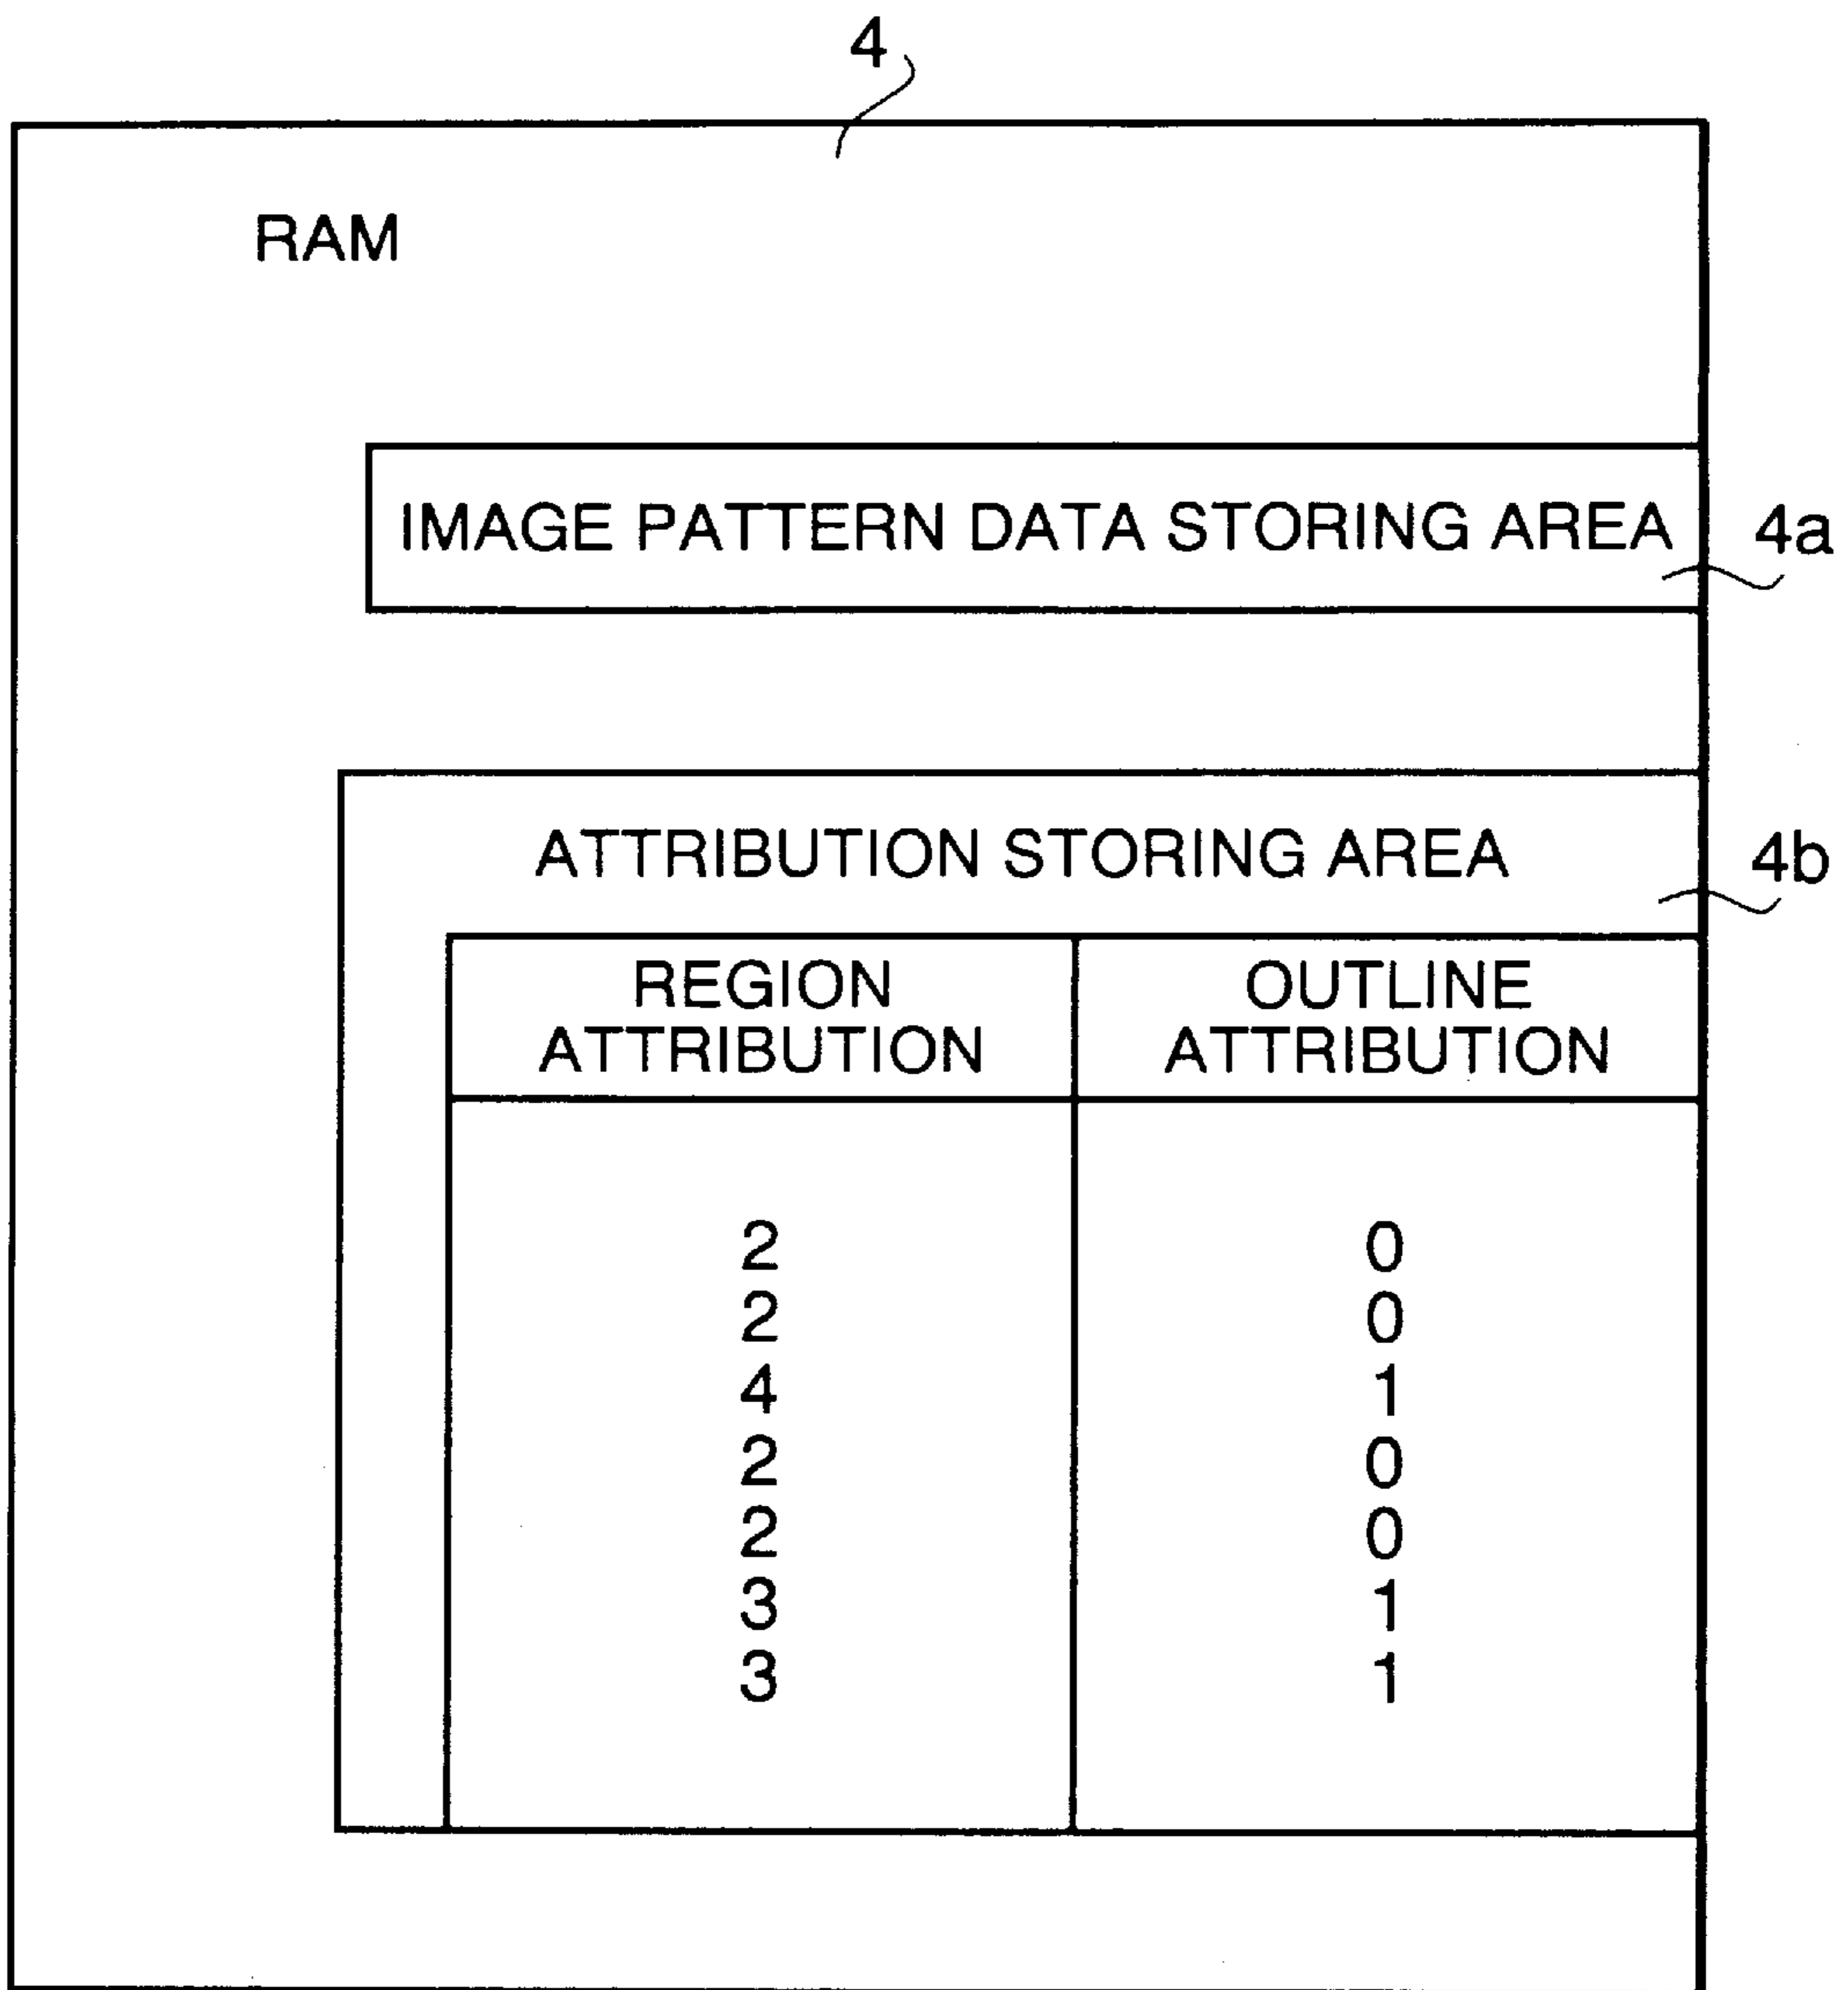 4
RAM
IMAGE PATTERN DATA STORING AREA
4a
ATTRIBUTION STORING AREA
4b
REGION ATTRIBUTION
OUTLINE ATTRIBUTION
2 0
2 0
4 1
2 0
2 0
3 1
3 1